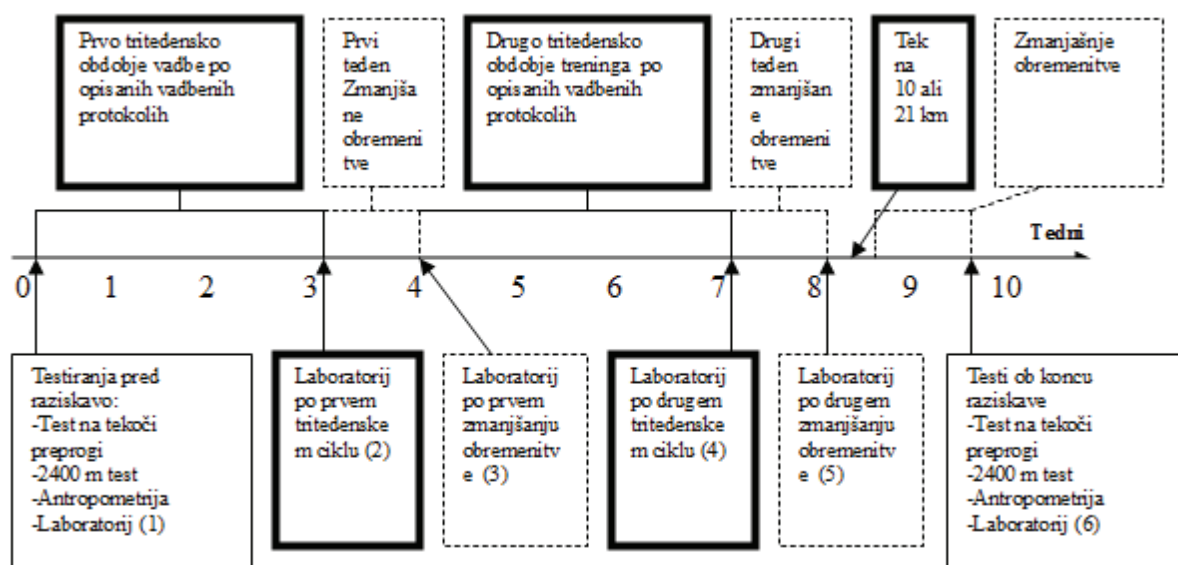 Prvo tritedensko
obdobje vadbe po
opisanih vadbenih
protokolih
Prvi
teden
Zmanjša
ne
obremeni
tve
Drugo tritedensko
obdobje treninga po
opisanih vadbenih
protokolih
Drugi
teden
zmanjšan
e
obremeni
tve
Tek
na
10 ali
21 km
Zmanjašnje
obremenitve
Tedni
0 1 2 3 4 5 6 7 8 9 10
Testiranja pred
raziskavo:
-Test na tekoči
preprogi
-2400 m test
-Antropometrija
-Laboratorij (1)
Laboratorij
po prvem
tritedenske
m ciklu (2)
Laboratorij
po prvem
zmanjšanju
obremenitv
e (3)
Laboratorij
po drugem
tritedenske
m ciklu (4)
Laboratorij
po drugem
zmanjšanju
obremenitv
e (5)
Testi ob koncu
raziskave
-Test na tekoči
preprogi
-2400 m test
-Antropometrija
-Laboratorij (6)